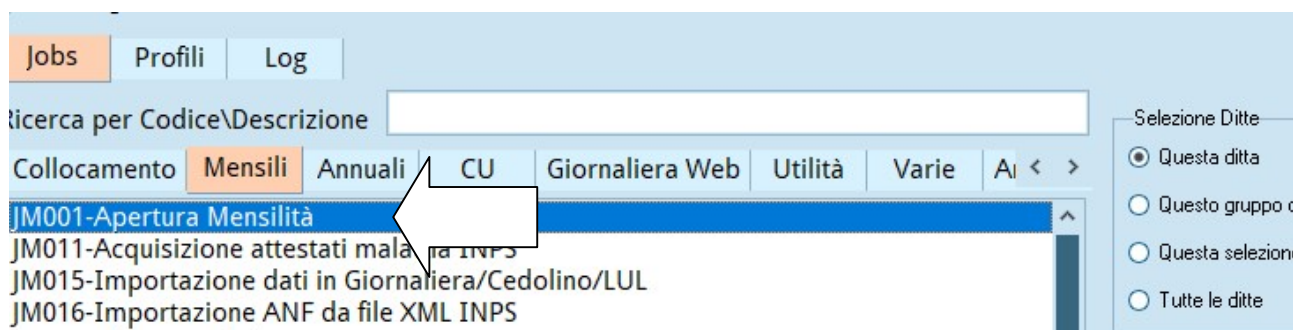 Jobs Profili Log
Ricerca per Codice\Descrizione
Collocamento Mensili Annuali CU Giornaliera Web Utilità Varie
JM001-Apertura Mensilità
JM011-Acquisizione attestati INPS
JM015-Importazione dati in Giornaliera/Cedolino/LUL
JM016-Importazione ANF da file XML INPS
Selezione Ditte
Questa ditta
Questo gruppo
Questa selezione
Tutte le ditte